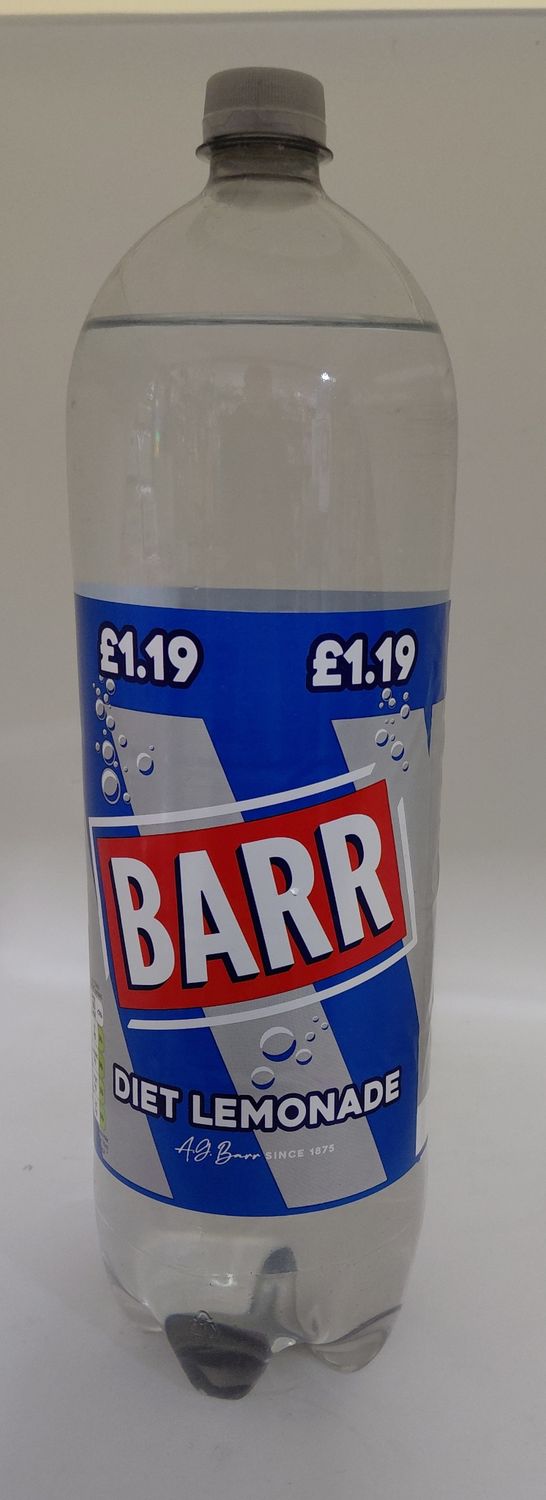 £1.19 £1.19
BARR
DIET LEMONADE
A.G. Barr SINCE 1875